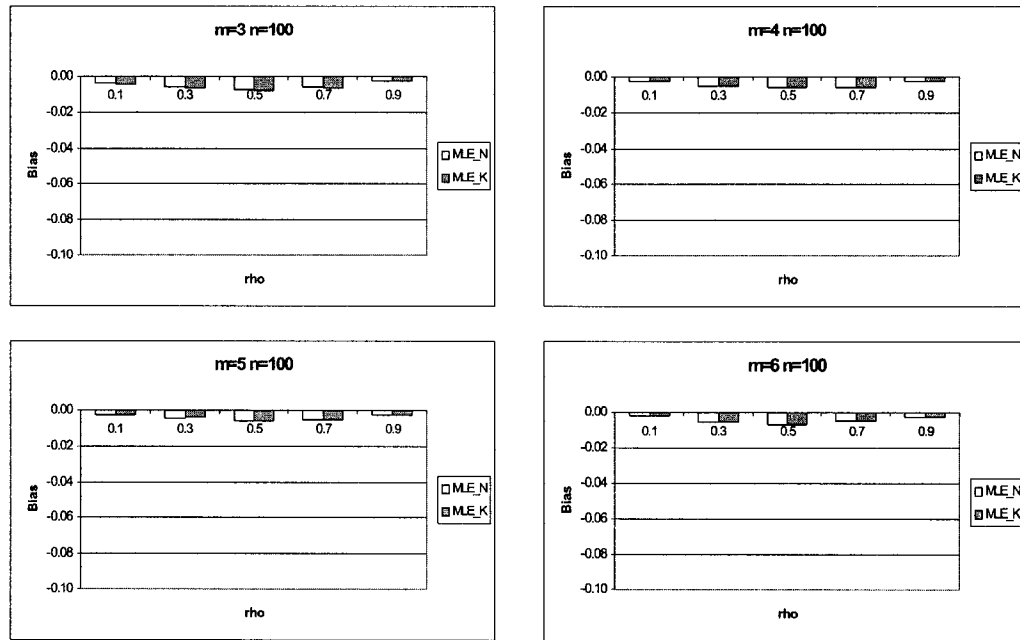 m=3 n=100
0.00
-0.02
-0.04
-0.06
-0.08
-0.10
Bias
0.1 0.3 0.5 0.7 0.9
rho
MLE_N
MLE_K
m=4 n=100
0.00
-0.02
-0.04
-0.06
-0.08
-0.10
Bias
0.1 0.3 0.5 0.7 0.9
rho
MLE_N
MLE_K
m=5 n=100
0.00
-0.02
-0.04
-0.06
-0.08
-0.10
Bias
0.1 0.3 0.5 0.7 0.9
rho
MLE_N
MLE_K
m=6 n=100
0.00
-0.02
-0.04
-0.06
-0.08
-0.10
Bias
0.1 0.3 0.5 0.7 0.9
rho
MLE_N
MLE_K